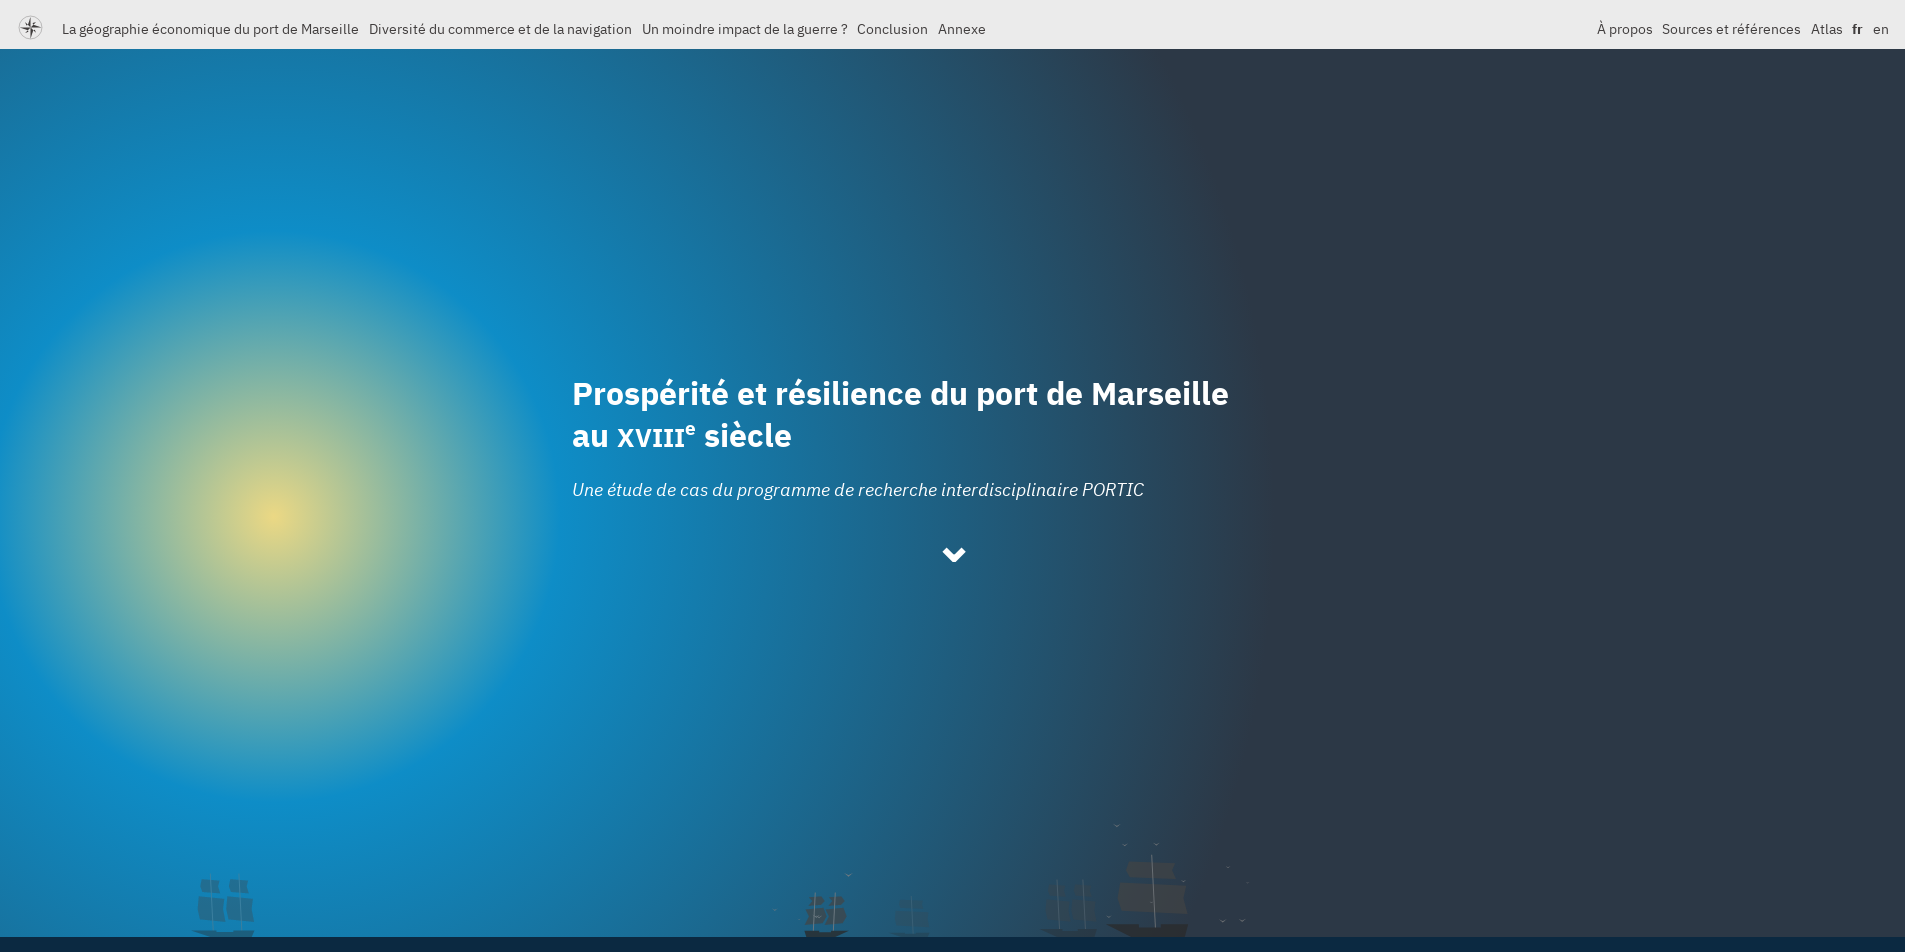 La géographie économique du port de Marseille Diversité du commerce et de la navigation Un moindre impact de la guerre ? Conclusion Annexe À propos Sources et références Atlas fr en
Prospérité et résilience du port de Marseille
au XVIIIe siècle
Une étude de cas du programme de recherche interdisciplinaire PORTIC